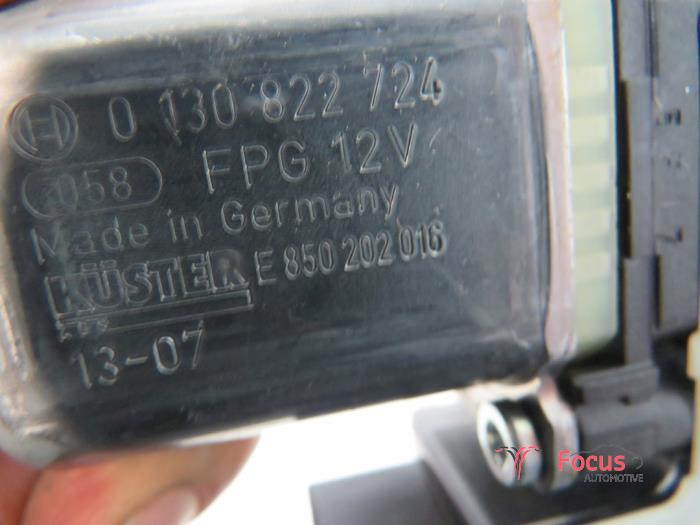 0 130 822 724
058 FPG 12V
Made in Germany
KÜSTER E 850 202 016
13-07
Focus
AUTOMOTIVE